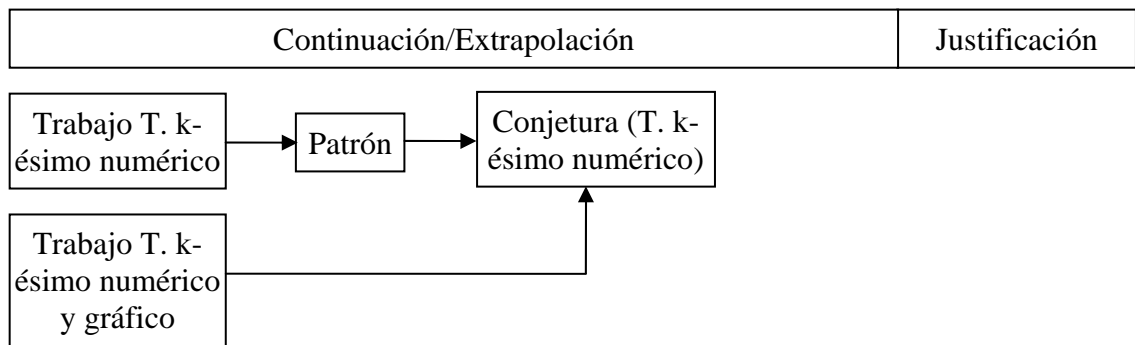 Continuación/Extrapolación
Justificación
Trabajo T. k-
ésimo numérico
Patrón
Conjetura (T. k-
ésimo numérico)
Trabajo T. k-
ésimo numérico
y gráfico